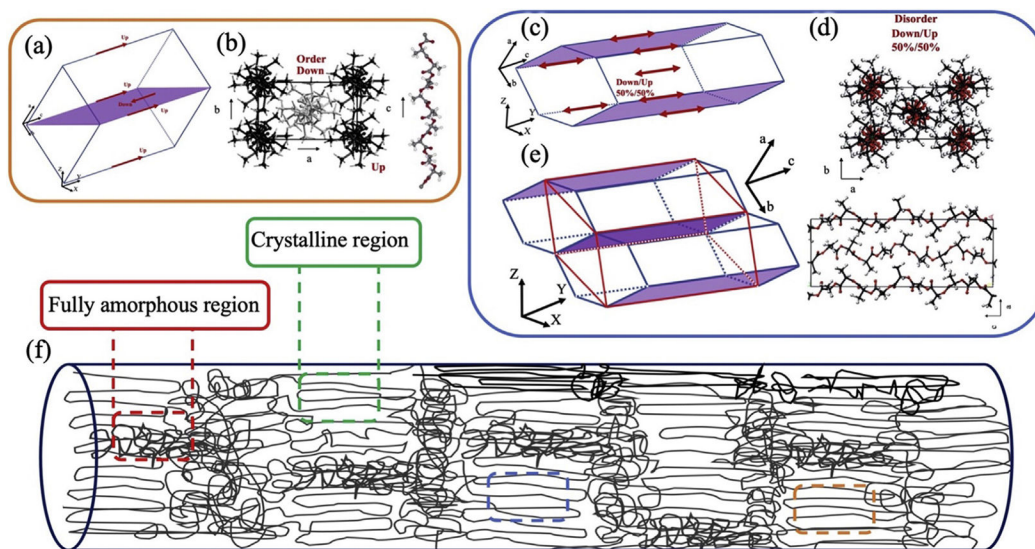 (a)
Up
Up
Down
Up
Up
(b)
Order
Down
b
a
Up
c
(c)
a
c
b
Down/Up
50%/50%
Z
Y
X
(d)
Disorder
Down/Up
50%/50%
b
a
(e)
a
c
b
Z
Y
X
Crystalline region
Fully amorphous region
(f)